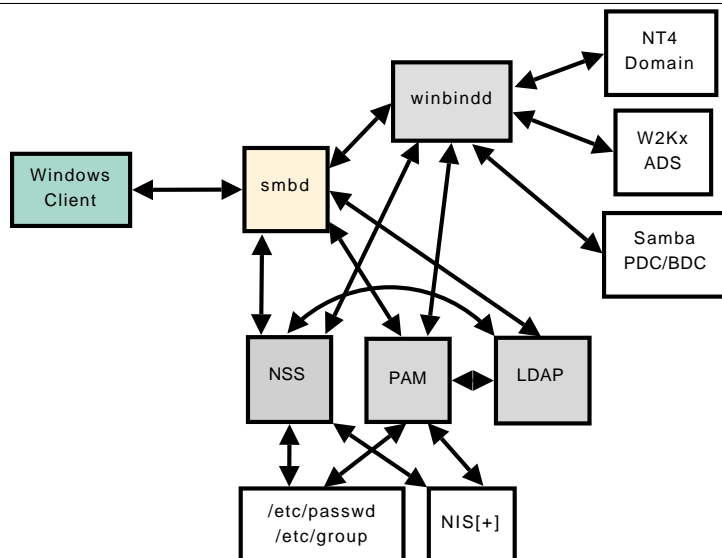 NT4
Domain
winbindd
W2Kx
ADS
Windows
Client
smbd
Samba
PDC/BDC
NSS
PAM
LDAP
/etc/passwd
/etc/group
NIS[+]